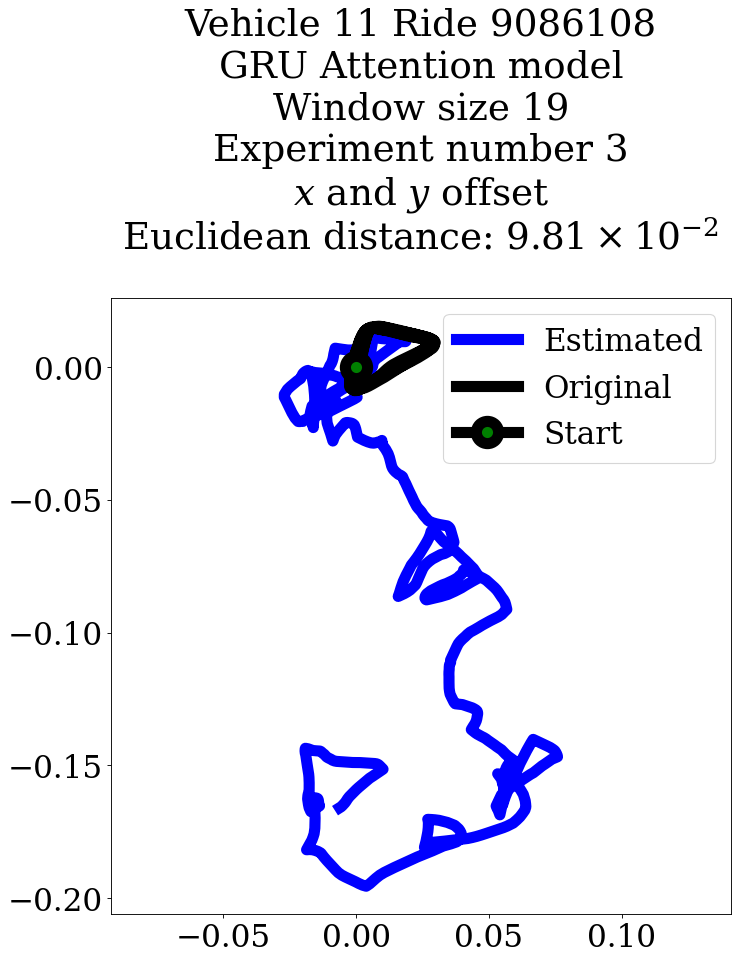 Vehicle 11 Ride 9086108
GRU Attention model
Window size 19
Experiment number 3
x and y offset
Euclidean distance: 9.81 × 10⁻²
Estimated
Original
Start
0.00
−0.05
−0.10
−0.15
−0.20
−0.05
0.00
0.05
0.10